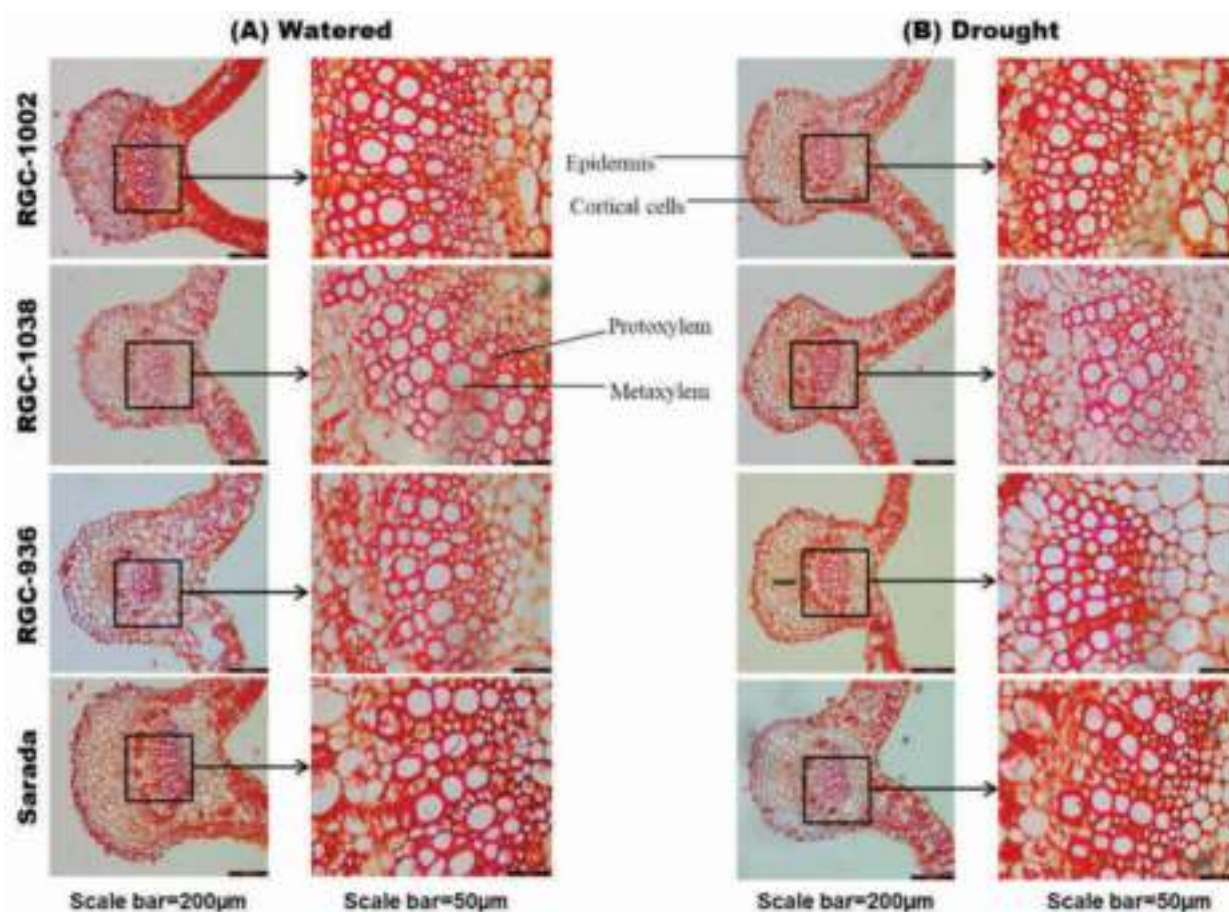 (A) Watered
(B) Drought
RGC-1002
Epidemis
Cortical cells
RGC-1038
Protoxylem
Metaxylem
RGC-936
Sarada
Scale bar=200µm
Scale bar=50µm
Scale bar=200µm
Scale bar=50µm